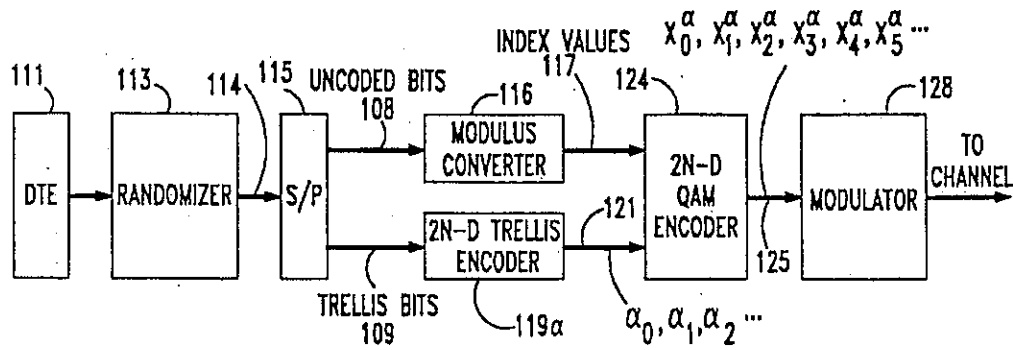 X₀^α, X₁^α, X₂^α, X₃^α, X₄^α, X₅^α ...
INDEX VALUES
117
111
113
114
115
UNCODED BITS
108
116
124
128
DTE
RANDOMIZER
S/P
MODULUS
CONVERTER
2N-D
QAM
ENCODER
MODULATOR
TO
CHANNEL
2N-D TRELLIS
ENCODER
121
125
TRELLIS BITS
109
119α
α₀, α₁, α₂ ...